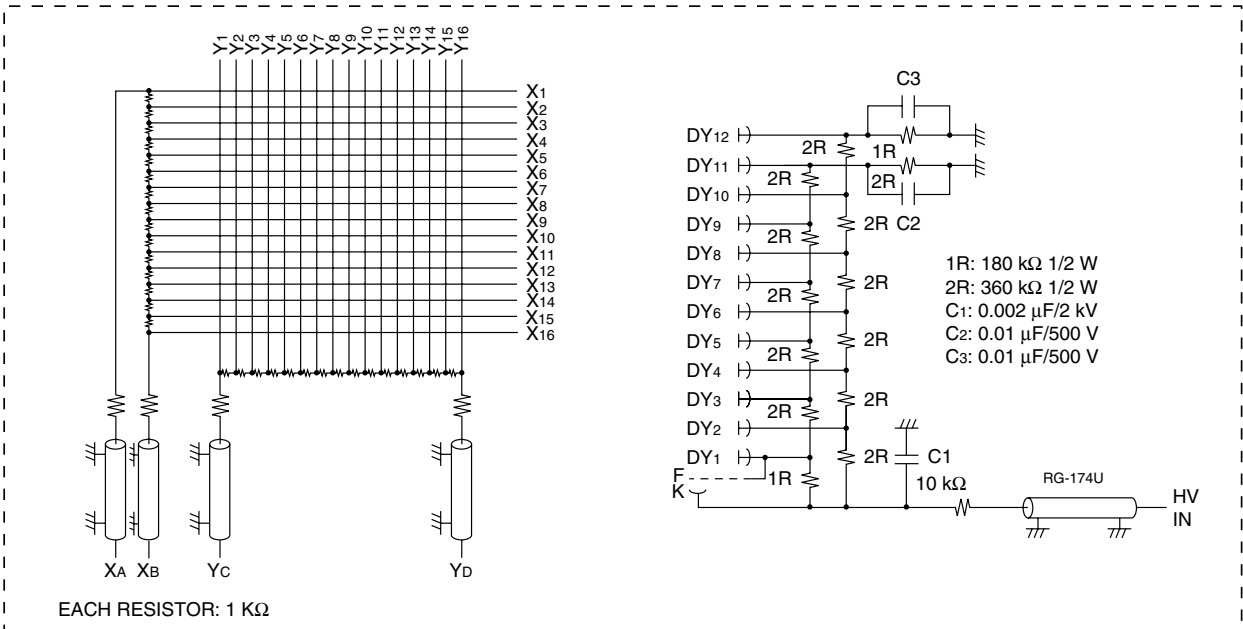 Y1
Y2
Y3
Y4
Y5
Y6
Y7
Y8
Y9
Y10
Y11
Y12
Y13
Y14
Y15
Y16
X1
X2
X3
X4
X5
X6
X7
X8
X9
X10
X11
X12
X13
X14
X15
X16
XA XB YC YD
EACH RESISTOR: 1 KΩ
C3
DY12
2R 1R
DY11
2R 2R
DY10
DY9
2R C2
2R
DY8
DY7
2R
2R
DY6
DY5
2R
2R
DY4
DY3
2R
2R
DY2
DY1
2R C1
F
1R
K
10 kΩ
RG-174U
HV
IN
1R: 180 kΩ 1/2 W
2R: 360 kΩ 1/2 W
C1: 0.002 µF/2 kV
C2: 0.01 µF/500 V
C3: 0.01 µF/500 V